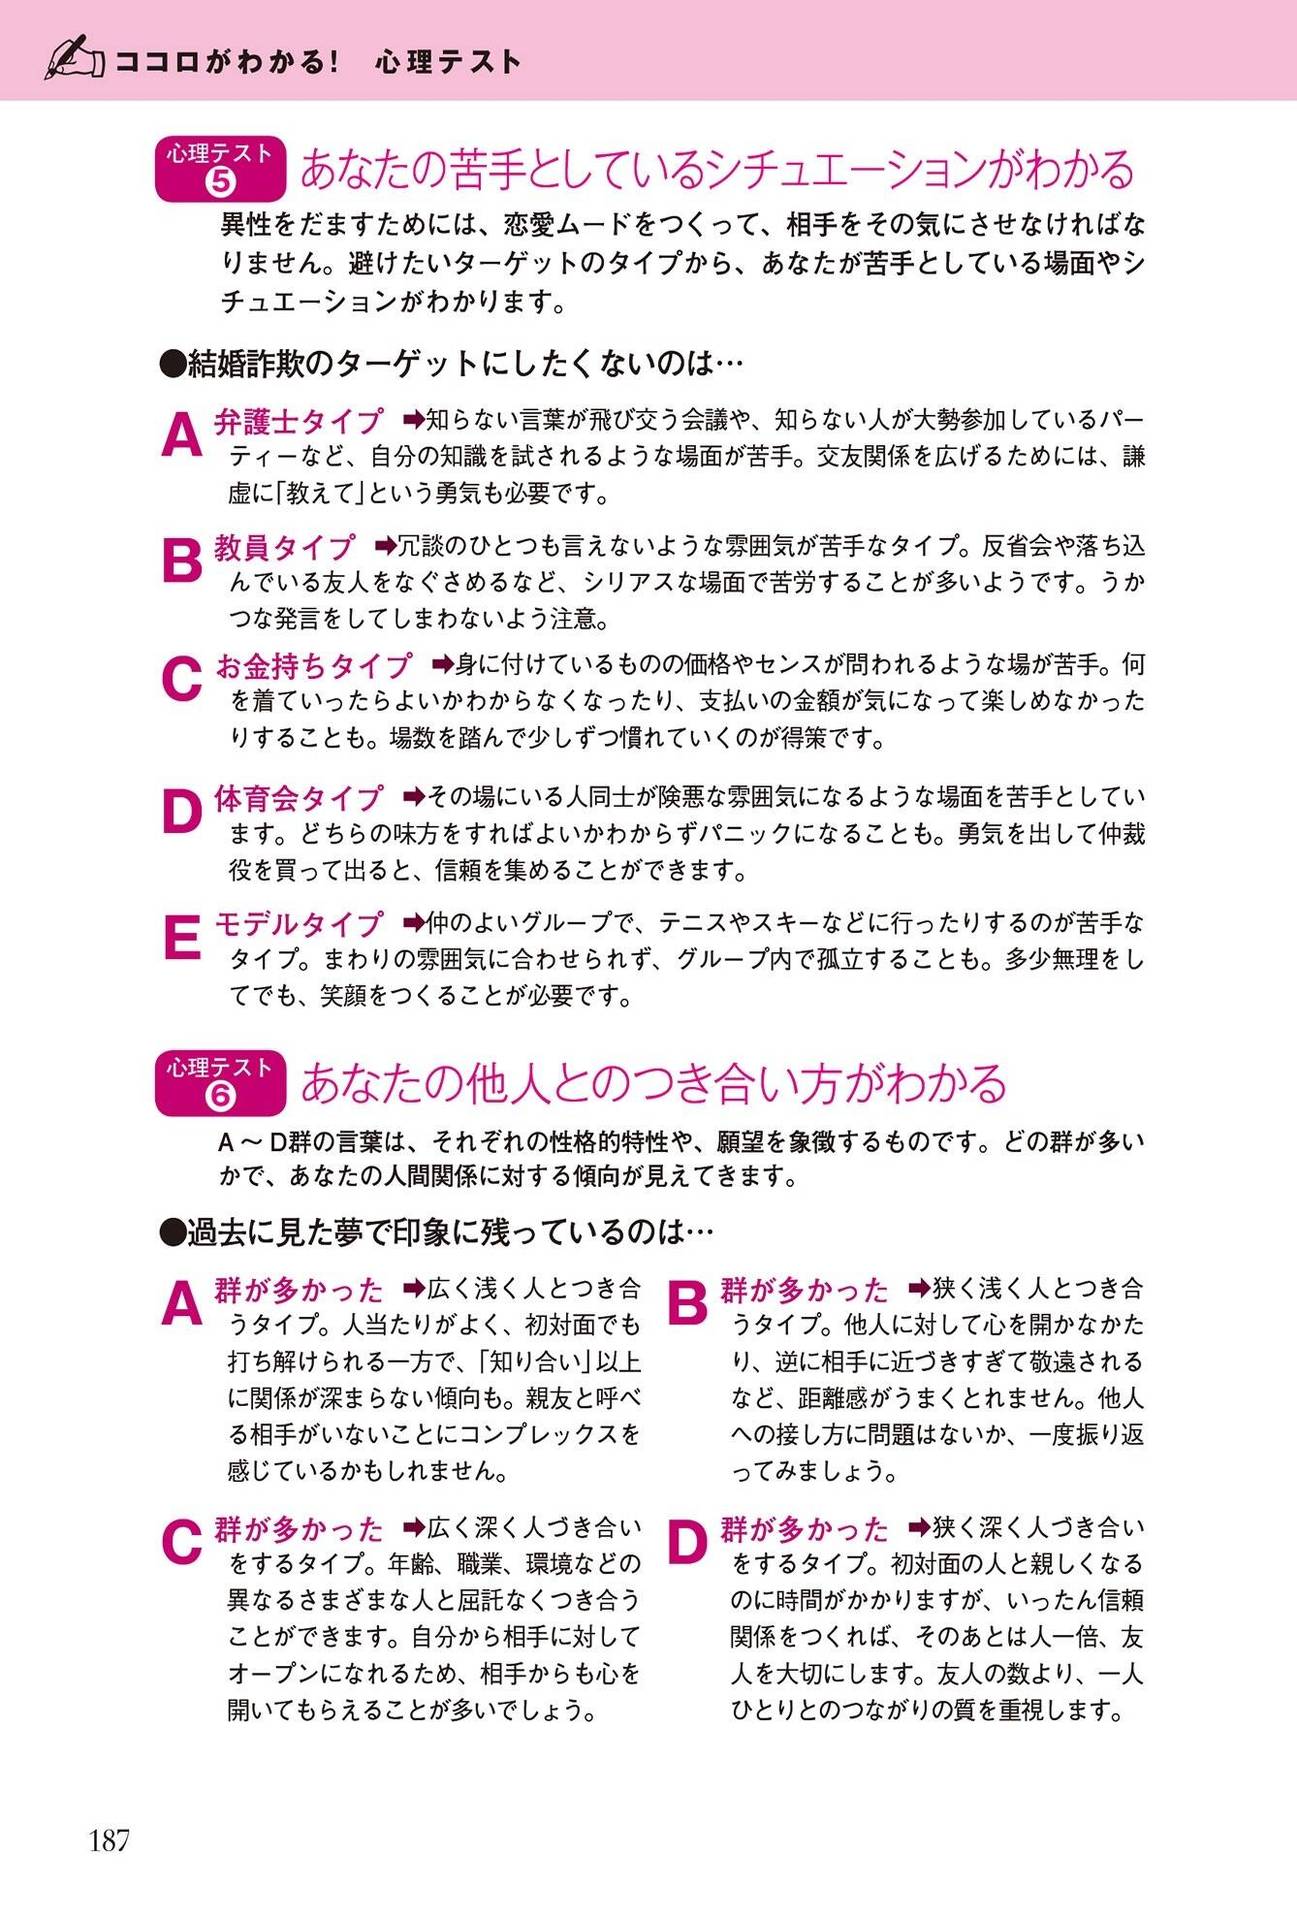 ココロがわかる!　心理テスト
心理テスト
5
あなたの苦手としているシチュエーションがわかる
異性をだますためには、恋愛ムードをつくって、相手をその気にさせなければな
りません。避けたいターゲットのタイプから、あなたが苦手としている場面やシ
チュエーションがわかります。
●結婚詐欺のターゲットにしたくないのは…
A 弁護士タイプ ➡知らない言葉が飛び交う会議や、知らない人が大勢参加しているパー
ティーなど、自分の知識を試されるような場面が苦手。交友関係を広げるためには、謙
虚に「教えて」という勇気も必要です。
B 教員タイプ ➡冗談のひとつも言えないような雰囲気が苦手なタイプ。反省会や落ち込
んでいる友人をなぐさめるなど、シリアスな場面で苦労することが多いようです。うか
つな発言をしてしまわないよう注意。
C お金持ちタイプ ➡身に付けているものの価格やセンスが問われるような場が苦手。何
を着ていったらよいかわからなくなったり、支払いの金額が気になって楽しめなかった
りすることも。場数を踏んで少しずつ慣れていくのが得策です。
D 体育会タイプ ➡その場にいる人同士が険悪な雰囲気になるような場面を苦手としてい
ます。どちらの味方をすればよいかわからずパニックになることも。勇気を出して仲裁
役を買って出ると、信頼を集めることができます。
E モデルタイプ ➡仲のよいグループで、テニスやスキーなどに行ったりするのが苦手な
タイプ。まわりの雰囲気に合わせられず、グループ内で孤立することも。多少無理をし
てでも、笑顔をつくることが必要です。
心理テスト
6
あなたの他人とのつき合い方がわかる
A～D群の言葉は、それぞれの性格的特性や、願望を象徴するものです。どの群が多い
かで、あなたの人間関係に対する傾向が見えてきます。
●過去に見た夢で印象に残っているのは…
A 群が多かった ➡広く浅く人とつき合
うタイプ。人当たりがよく、初対面でも
打ち解けられる一方で、「知り合い」以上
に関係が深まらない傾向も。親友と呼べ
る相手がいないことにコンプレックスを
感じているかもしれません。
B 群が多かった ➡狭く浅く人とつき合
うタイプ。他人に対して心を開かなかた
り、逆に相手に近づきすぎて敬遠される
など、距離感がうまくとれません。他人
への接し方に問題はないか、一度振り返
ってみましょう。
C 群が多かった ➡広く深く人づき合い
をするタイプ。年齢、職業、環境などの
異なるさまざまな人と屈託なくつき合う
ことができます。自分から相手に対して
オープンになれるため、相手からも心を
開いてもらえることが多いでしょう。
D 群が多かった ➡狭く深く人づき合い
をするタイプ。初対面の人と親しくなる
のに時間がかかりますが、いったん信頼
関係をつくれば、そのあとは人一倍、友
人を大切にします。友人の数より、一人
ひとりとのつながりの質を重視します。
187